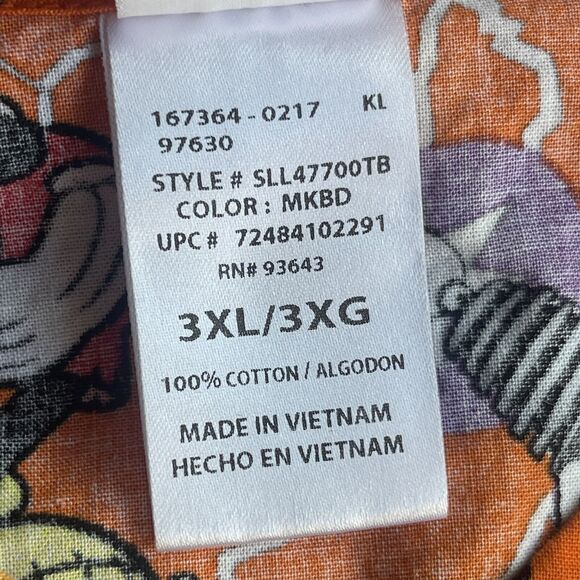 167364 - 0217 KL
97630
STYLE # SLL47700TB
COLOR : MKBD
UPC # 72484102291
RN# 93643
3XL/3XG
100% COTTON / ALGODON
MADE IN VIETNAM
HECHO EN VIETNAM